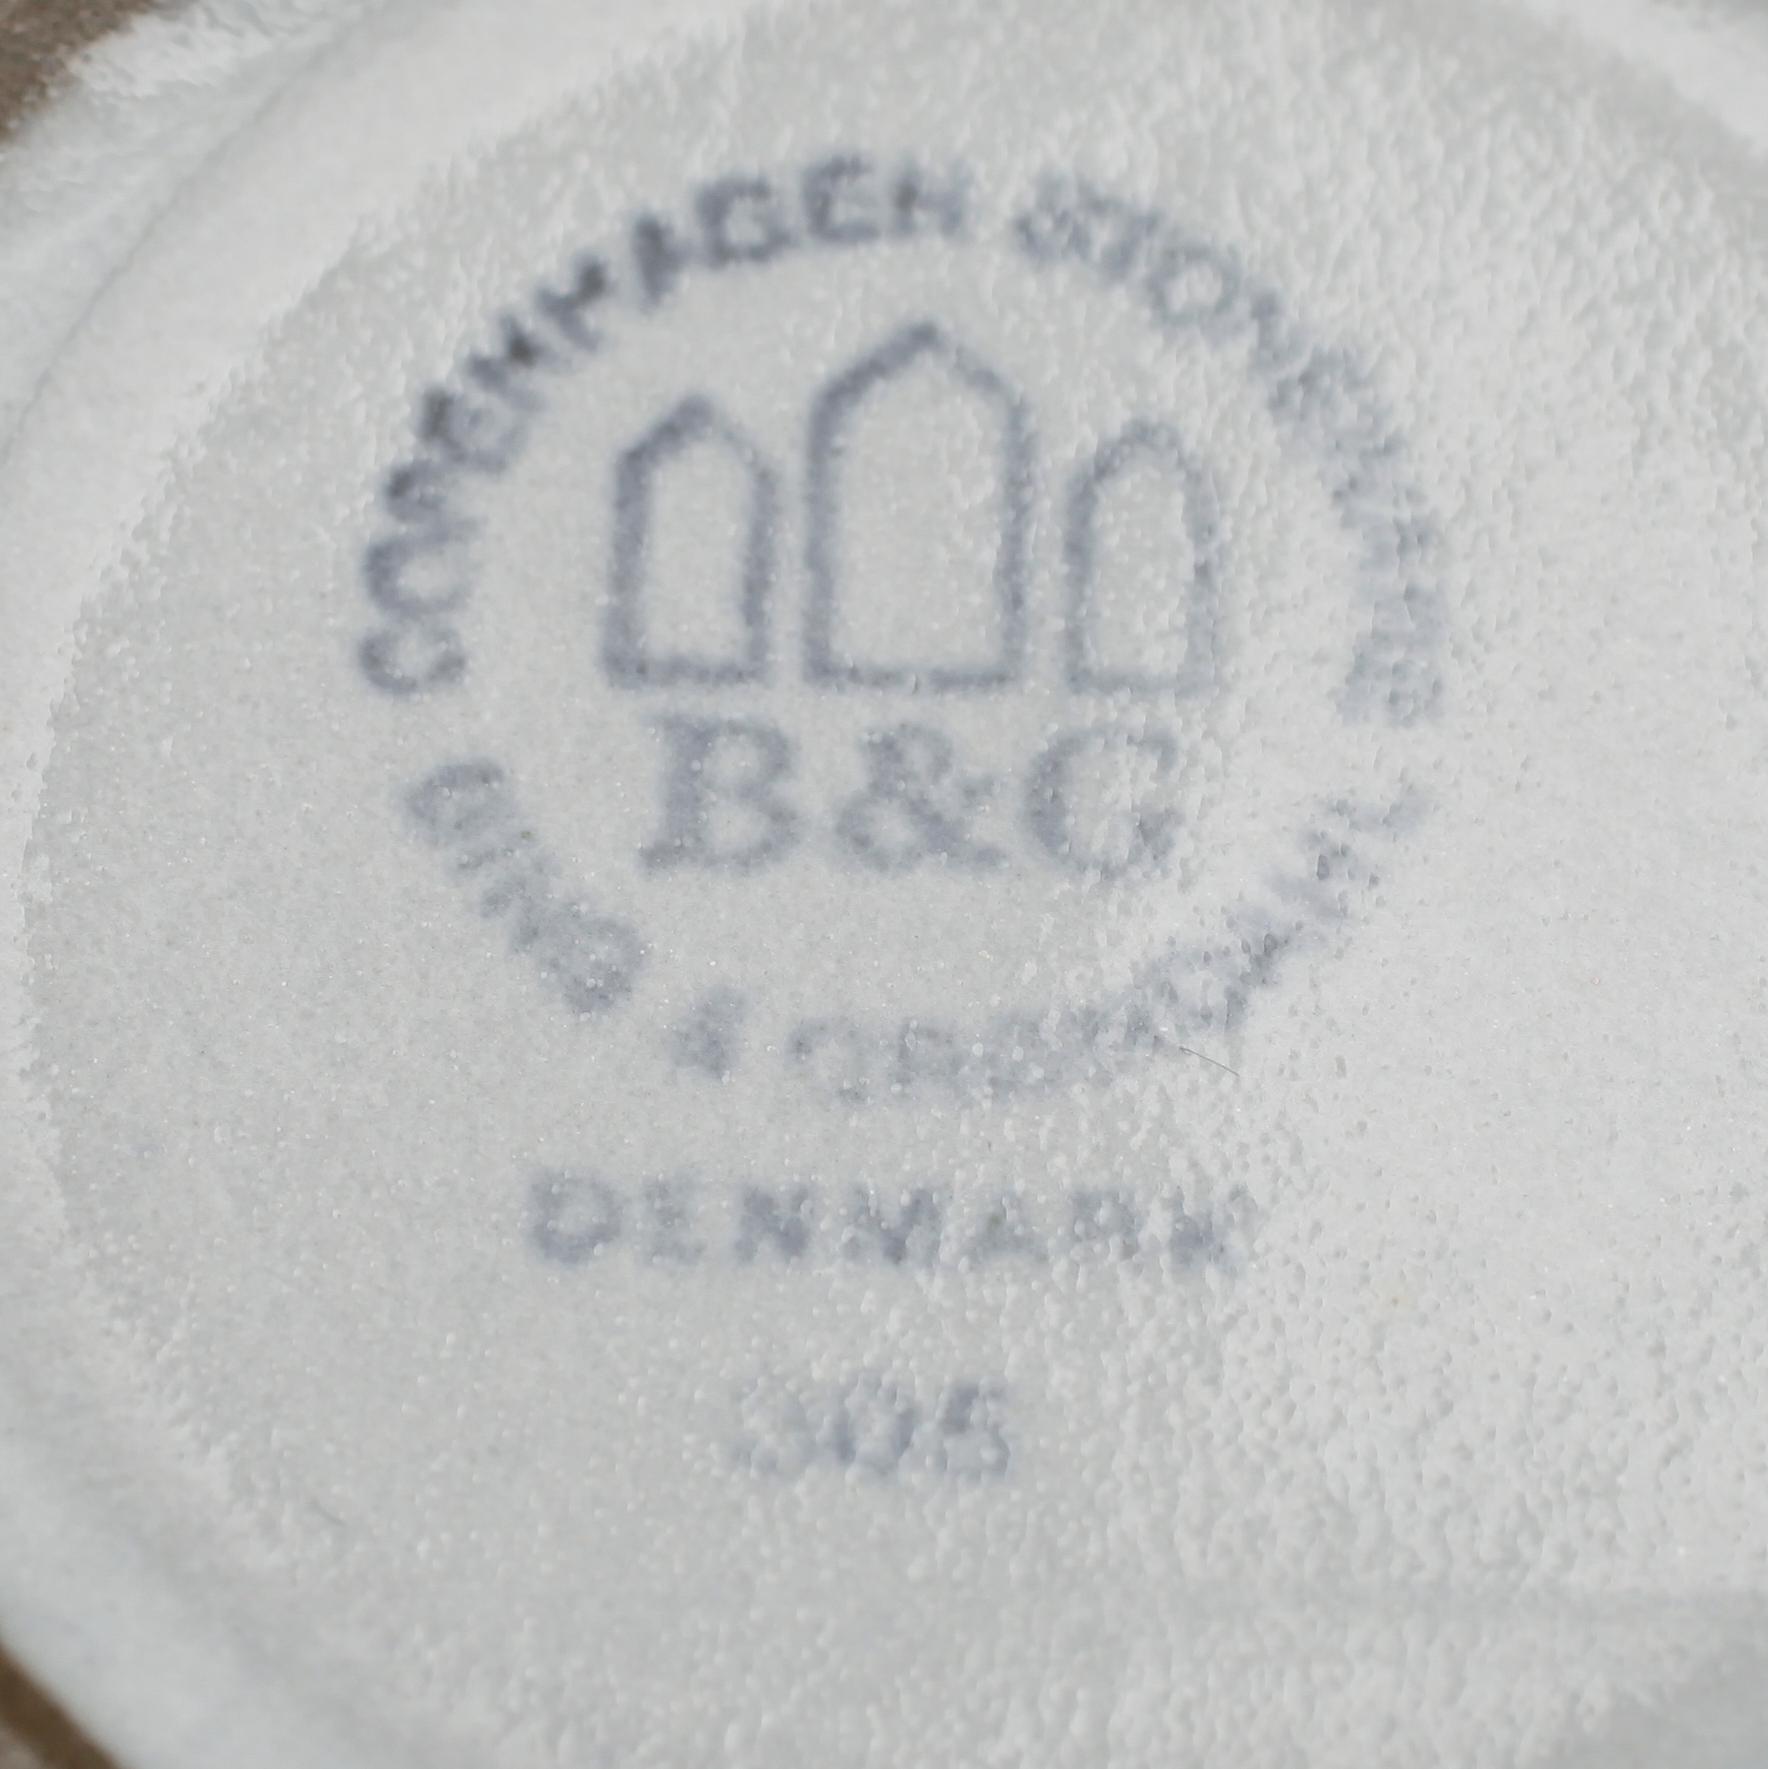 COPENHAGEN STONEWARE
B&G
BING & GRØNDAHL
DENMARK
305